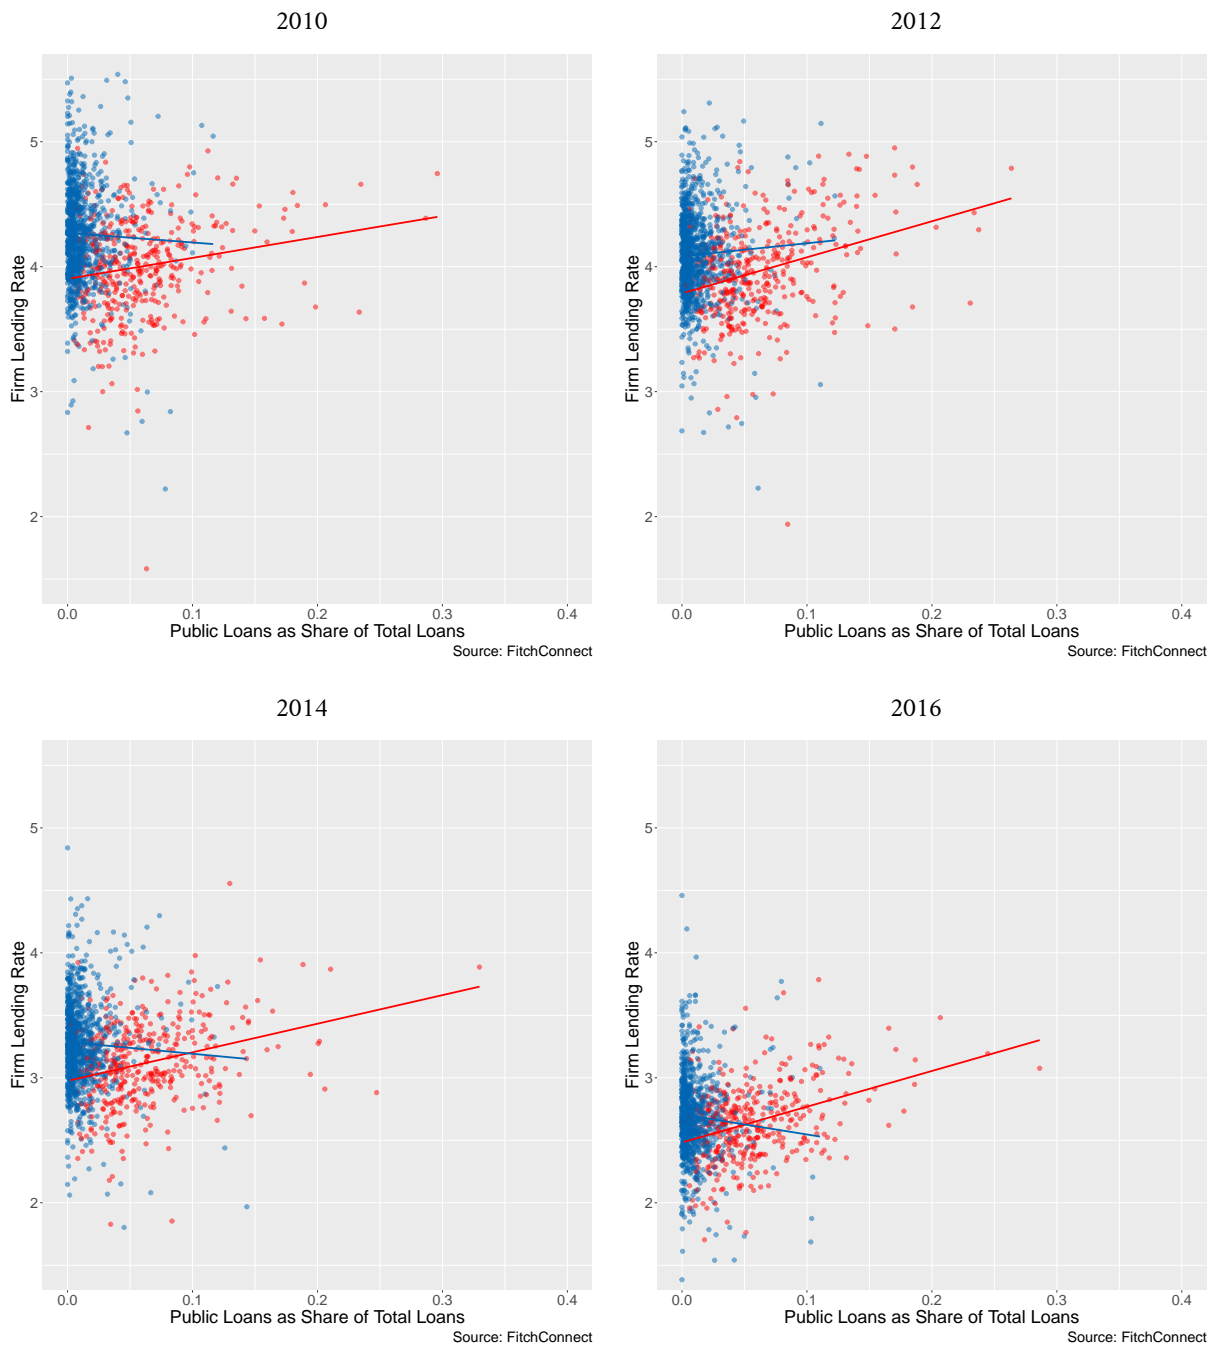 2010
5
4
3
2
Firm Lending Rate
0.0 0.1 0.2 0.3 0.4
Public Loans as Share of Total Loans
Source: FitchConnect
2012
5
4
3
2
Firm Lending Rate
0.0 0.1 0.2 0.3 0.4
Public Loans as Share of Total Loans
Source: FitchConnect
2014
5
4
3
2
Firm Lending Rate
0.0 0.1 0.2 0.3 0.4
Public Loans as Share of Total Loans
Source: FitchConnect
2016
5
4
3
2
Firm Lending Rate
0.0 0.1 0.2 0.3 0.4
Public Loans as Share of Total Loans
Source: FitchConnect